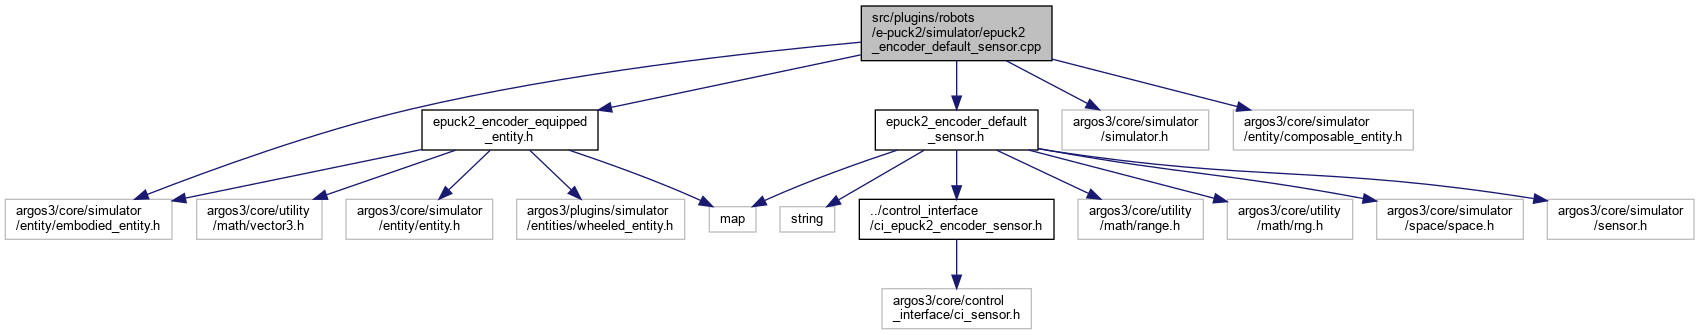 src/plugins/robots
/e-puck2/simulator/epuck2
_encoder_default_sensor.cpp
epuck2_encoder_equipped
_entity.h
epuck2_encoder_default
_sensor.h
argos3/core/simulator
/simulator.h
argos3/core/simulator
/entity/composable_entity.h
argos3/core/simulator
/entity/embodied_entity.h
argos3/core/utility
/math/vector3.h
argos3/core/simulator
/entity/entity.h
argos3/plugins/simulator
/entities/wheeled_entity.h
map
string
../control_interface
/ci_epuck2_encoder_sensor.h
argos3/core/utility
/math/range.h
argos3/core/utility
/math/rng.h
argos3/core/simulator
/space/space.h
argos3/core/simulator
/sensor.h
argos3/core/control
_interface/ci_sensor.h